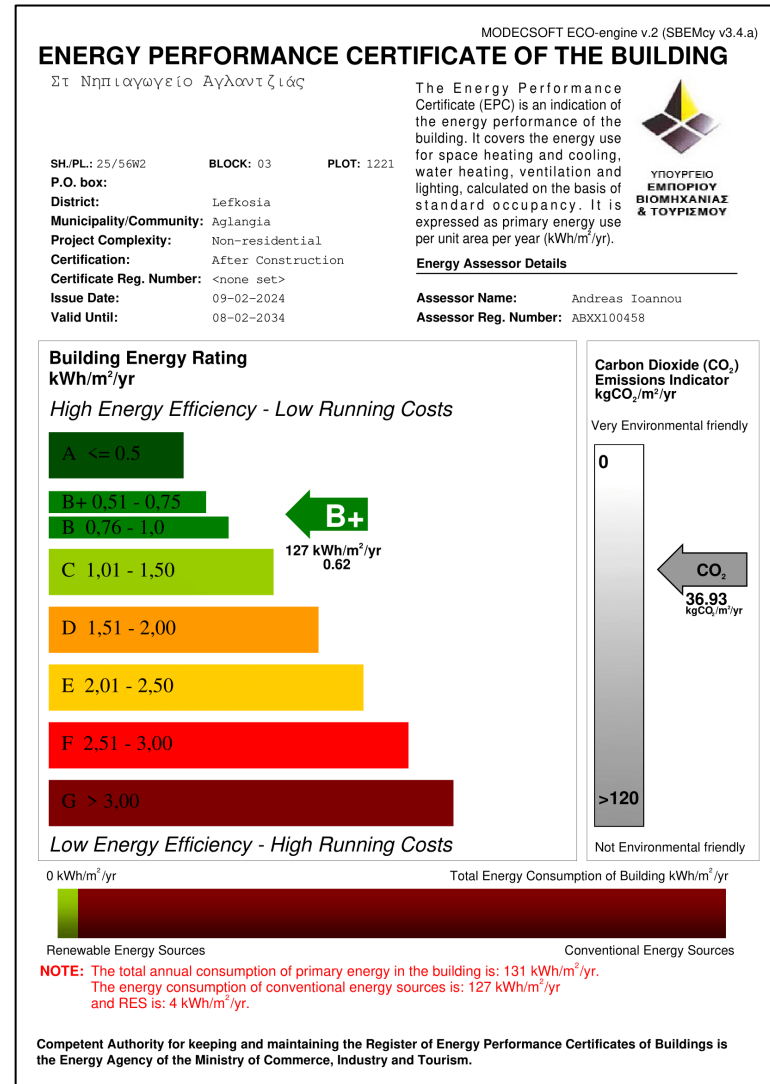 MODECSOFT ECO-engine v.2 (SBEMcy v3.4.a)
ENERGY PERFORMANCE CERTIFICATE OF THE BUILDING
Στ Νηπιαγωγείο Αγλαντζιάς
The Energy Performance
Certificate (EPC) is an indication of
the energy performance of the
building. It covers the energy use
for space heating and cooling,
water heating, ventilation and
lighting, calculated on the basis of
standard occupancy. It is
expressed as primary energy use
per unit area per year (kWh/m²/yr).
ΥΠΟΥΡΓΕΙΟ
ΕΜΠΟΡΙΟΥ
ΒΙΟΜΗΧΑΝΙΑΣ
& ΤΟΥΡΙΣΜΟΥ
SH./PL.: 25/56W2 BLOCK: 03 PLOT: 1221
P.O. box:
District: Lefkosia
Municipality/Community: Aglangia
Project Complexity: Non-residential
Certification: After Construction
Certificate Reg. Number: <none set>
Issue Date: 09-02-2024
Valid Until: 08-02-2034
Energy Assessor Details
Assessor Name: Andreas Ioannou
Assessor Reg. Number: ABXX100458
Building Energy Rating
kWh/m²/yr
High Energy Efficiency - Low Running Costs
A <= 0.5
B+ 0,51 - 0,75
B 0,76 - 1,0
B+
127 kWh/m²/yr
0.62
C 1,01 - 1,50
D 1,51 - 2,00
E 2,01 - 2,50
F 2,51 - 3,00
G > 3,00
Low Energy Efficiency - High Running Costs
Carbon Dioxide (CO₂)
Emissions Indicator
kgCO₂/m²/yr
Very Environmental friendly
0
CO₂
36.93
kgCO₂/m²/yr
>120
Not Environmental friendly
0 kWh/m²/yr Total Energy Consumption of Building kWh/m²/yr
Renewable Energy Sources Conventional Energy Sources
NOTE: The total annual consumption of primary energy in the building is: 131 kWh/m²/yr.
The energy consumption of conventional energy sources is: 127 kWh/m²/yr
and RES is: 4 kWh/m²/yr.
Competent Authority for keeping and maintaining the Register of Energy Performance Certificates of Buildings is
the Energy Agency of the Ministry of Commerce, Industry and Tourism.